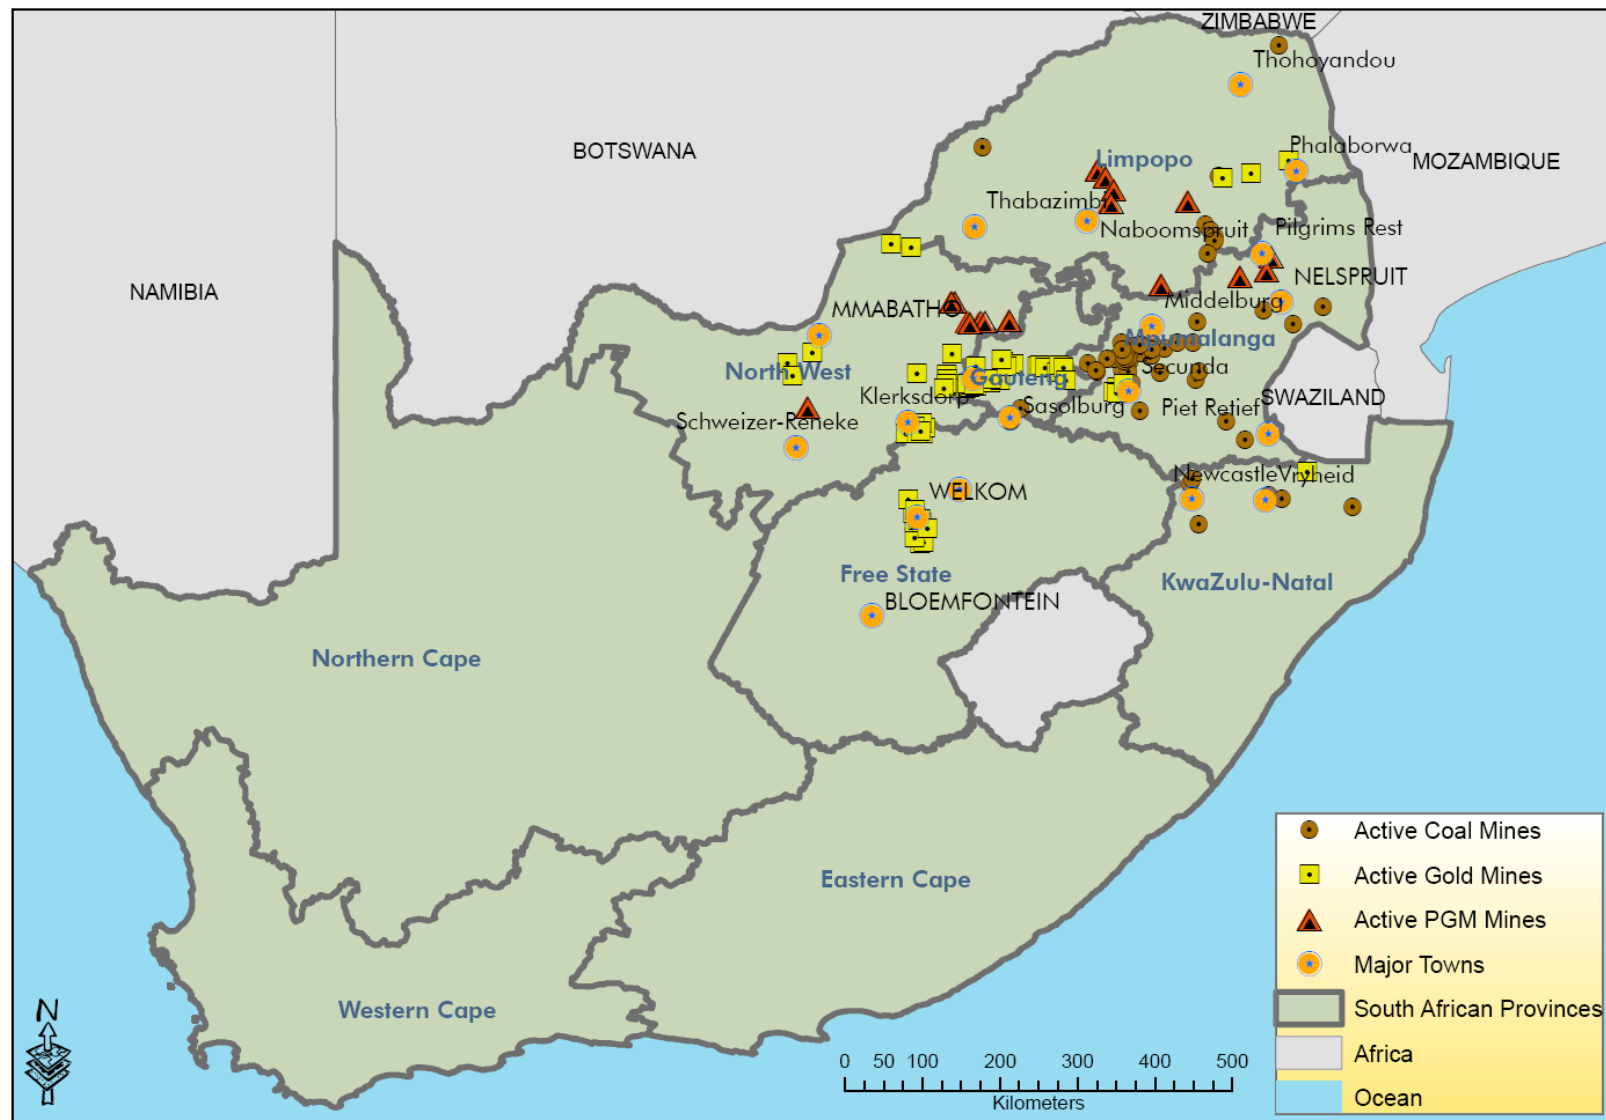 ZIMBABWE
Thohoyandou
BOTSWANA
Limpopo
Phalaborwa
MOZAMBIQUE
Thabazimbi
Naboomspruit
Pilgrims Rest
NAMIBIA
NELSPRUIT
MMABATHO
Middelburg
Mpumalanga
North West
Gauteng
Secunda
Klerksdorp
Sasolburg
Piet Retief
SWAZILAND
Schweizer-Reneke
Newcastle
Vryheid
WELKOM
Free State
KwaZulu-Natal
BLOEMFONTEIN
Northern Cape
Eastern Cape
Western Cape
N
0 50 100 200 300 400 500
Kilometers
Active Coal Mines
Active Gold Mines
Active PGM Mines
Major Towns
South African Provinces
Africa
Ocean